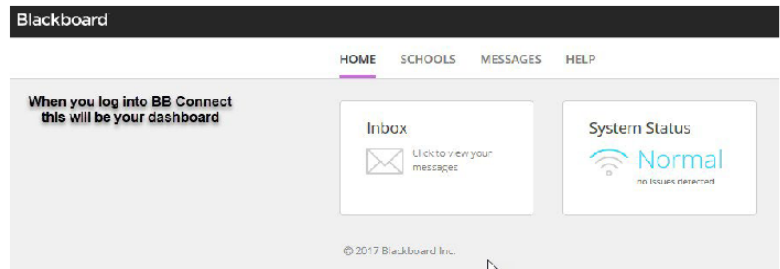 Blackboard
HOME SCHOOLS MESSAGES HELP
When you log into BB Connect
this will be your dashboard
Inbox
Click to view your
messages
System Status
Normal
no issues detected
© 2017 Blackboard Inc.